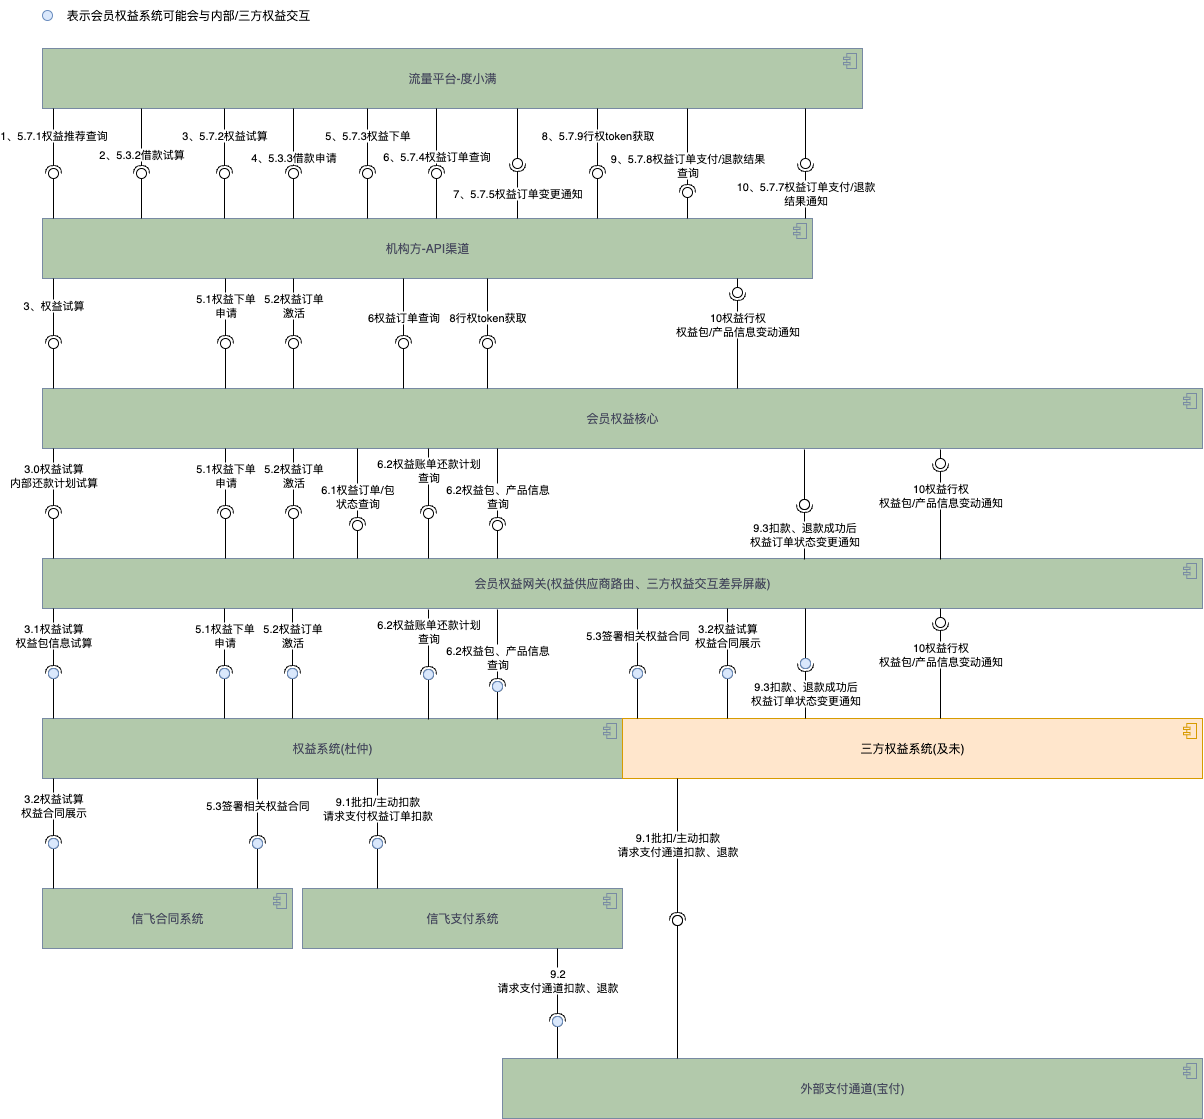 表示会员权益系统可能会与内部/三方权益交互
流量平台-度小满
1、5.7.1权益推荐查询
2、5.3.2借款试算
3、5.7.2权益试算
4、5.3.3借款申请
5、5.7.3权益下单
6、5.7.4权益订单查询
7、5.7.5权益订单变更通知
8、5.7.9行权token获取
9、5.7.8权益订单支付/退款结果
查询
10、5.7.7权益订单支付/退款
结果通知
机构方-API渠道
3、权益试算
5.1权益下单
申请
5.2权益订单
激活
6权益订单查询
8行权token获取
10权益行权
权益包/产品信息变动通知
会员权益核心
3.0权益试算
内部还款计划试算
5.1权益下单
申请
5.2权益订单
激活
6.1权益订单/包
状态查询
6.2权益账单还款计划
查询
6.2权益包、产品信息
查询
9.3扣款、退款成功后
权益订单状态变更通知
10权益行权
权益包/产品信息变动通知
会员权益网关(权益供应商路由、三方权益交互差异屏蔽)
3.1权益试算
权益包信息试算
5.1权益下单
申请
5.2权益订单
激活
6.2权益账单还款计划
查询
6.2权益包、产品信息
查询
5.3签署相关权益合同
3.2权益试算
权益合同展示
9.3扣款、退款成功后
权益订单状态变更通知
10权益行权
权益包/产品信息变动通知
权益系统(杜仲)
三方权益系统(及未)
3.2权益试算
权益合同展示
5.3签署相关权益合同
9.1批扣/主动扣款
请求支付权益订单扣款
9.1批扣/主动扣款
请求支付通道扣款、退款
信飞合同系统
信飞支付系统
9.2
请求支付通道扣款、退款
外部支付通道(宝付)